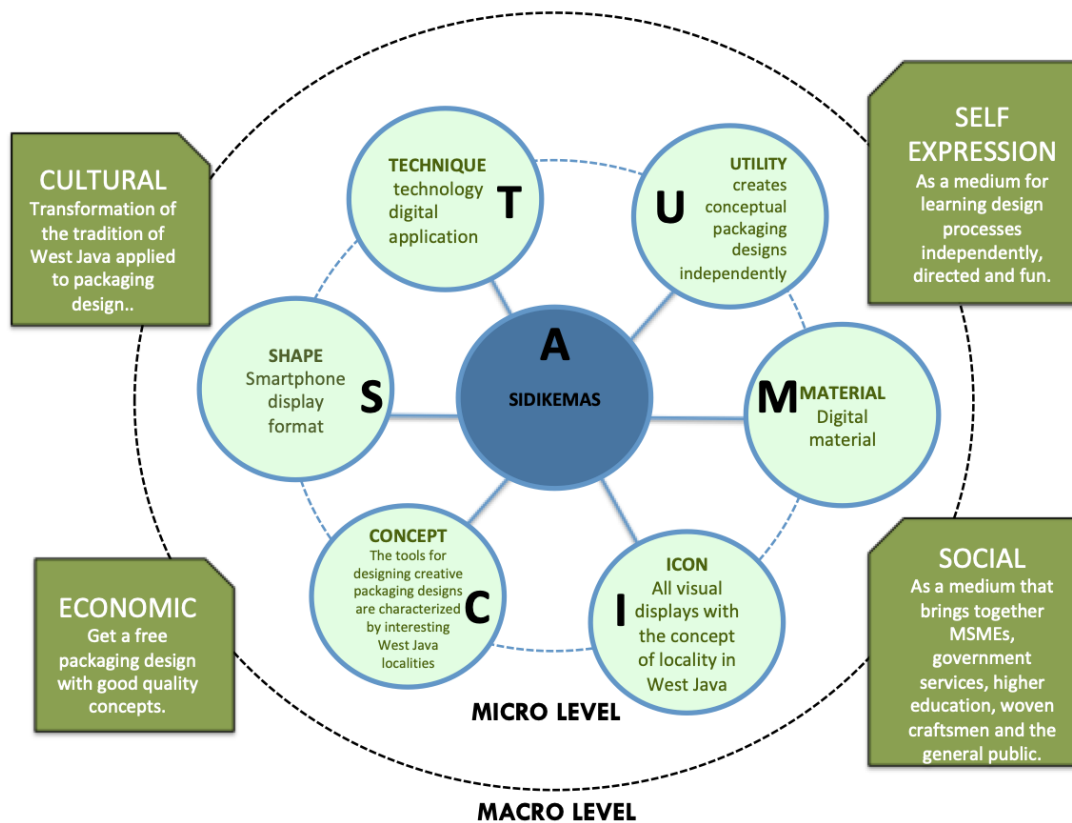 CULTURAL
Transformation of
the tradition of
West Java applied
to packaging
design..
TECHNIQUE
technology
digital
application
T
UTILITY
creates
conceptual
packaging
designs
independently
U
SELF
EXPRESSION
As a medium for
learning design
processes
independently,
directed and fun.
SHAPE
Smartphone
display
format
S
A
SIDIKEMAS
M
MATERIAL
Digital
material
CONCEPT
The tools for
designing creative
packaging designs
are characterized
by interesting
West Java
localities
C
ICON
All visual
displays with
the concept
of locality in
West Java
I
ECONOMIC
Get a free
packaging design
with good quality
concepts.
SOCIAL
As a medium that
brings together
MSMEs,
government
services, higher
education, woven
craftsmen and the
general public.
MICRO LEVEL
MACRO LEVEL